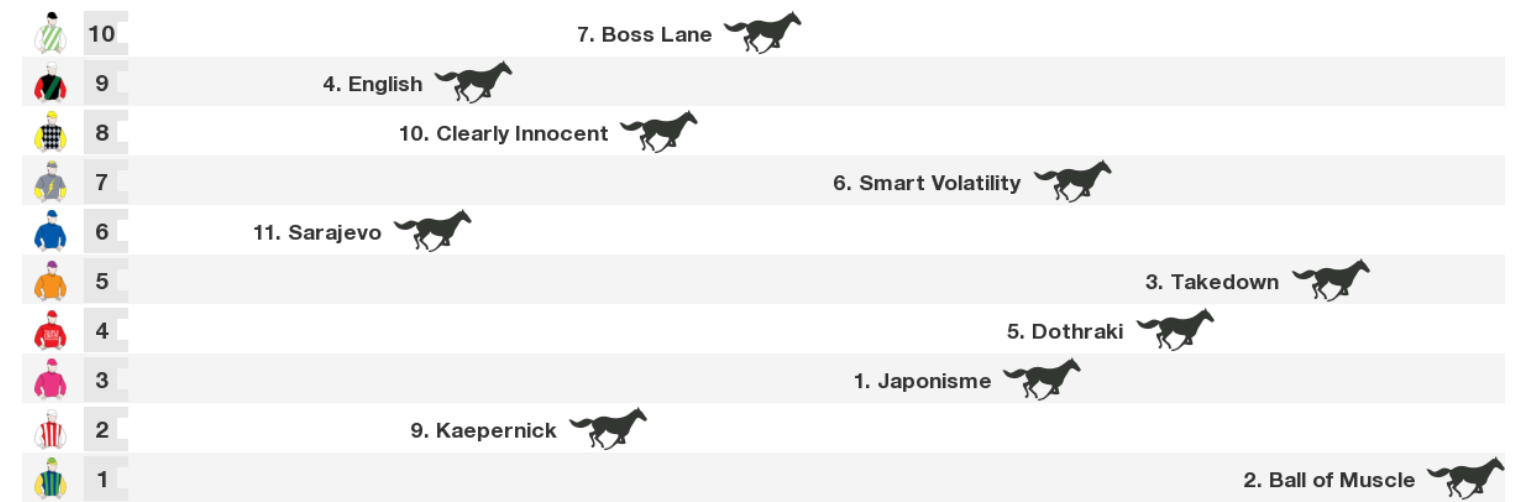 10 7. Boss Lane
9 4. English
8 10. Clearly Innocent
7 6. Smart Volatility
6 11. Sarajevo
5 3. Takedown
4 5. Dothraki
3 1. Japonisme
2 9. Kaepernick
1 2. Ball of Muscle